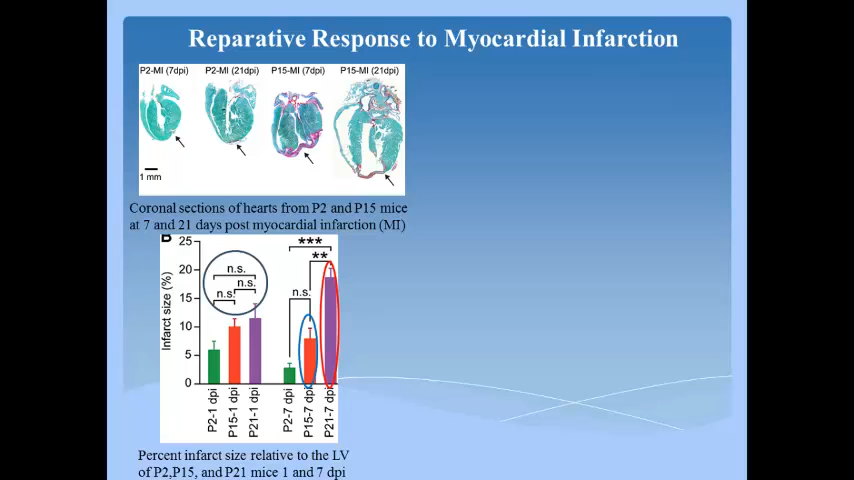 Reparative Response to Myocardial Infarction
P2-MI (7dpi) P2-MI (21dpi) P15-MI (7dpi) P15-MI (21dpi)
1 mm
Coronal sections of hearts from P2 and P15 mice
at 7 and 21 days post myocardial infarction (MI)
B
Infarct size (%)
25
20
15
10
5
0
n.s.
n.s.
n.s.
n.s.
***
**
P2-1 dpi
P15-1 dpi
P21-1 dpi
P2-7 dpi
P15-7 dpi
P21-7 dpi
Percent infarct size relative to the LV
of P2,P15, and P21 mice 1 and 7 dpi